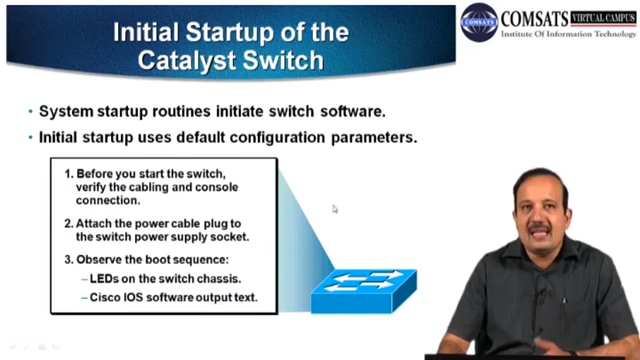 Initial Startup of the
Catalyst Switch
COMSATS VIRTUAL CAMPUS
Institute Of Information Technology
COMSATS
• System startup routines initiate switch software.
• Initial startup uses default configuration parameters.
1. Before you start the switch,
verify the cabling and console
connection.
2. Attach the power cable plug to
the switch power supply socket.
3. Observe the boot sequence:
– LEDs on the switch chassis.
– Cisco IOS software output text.